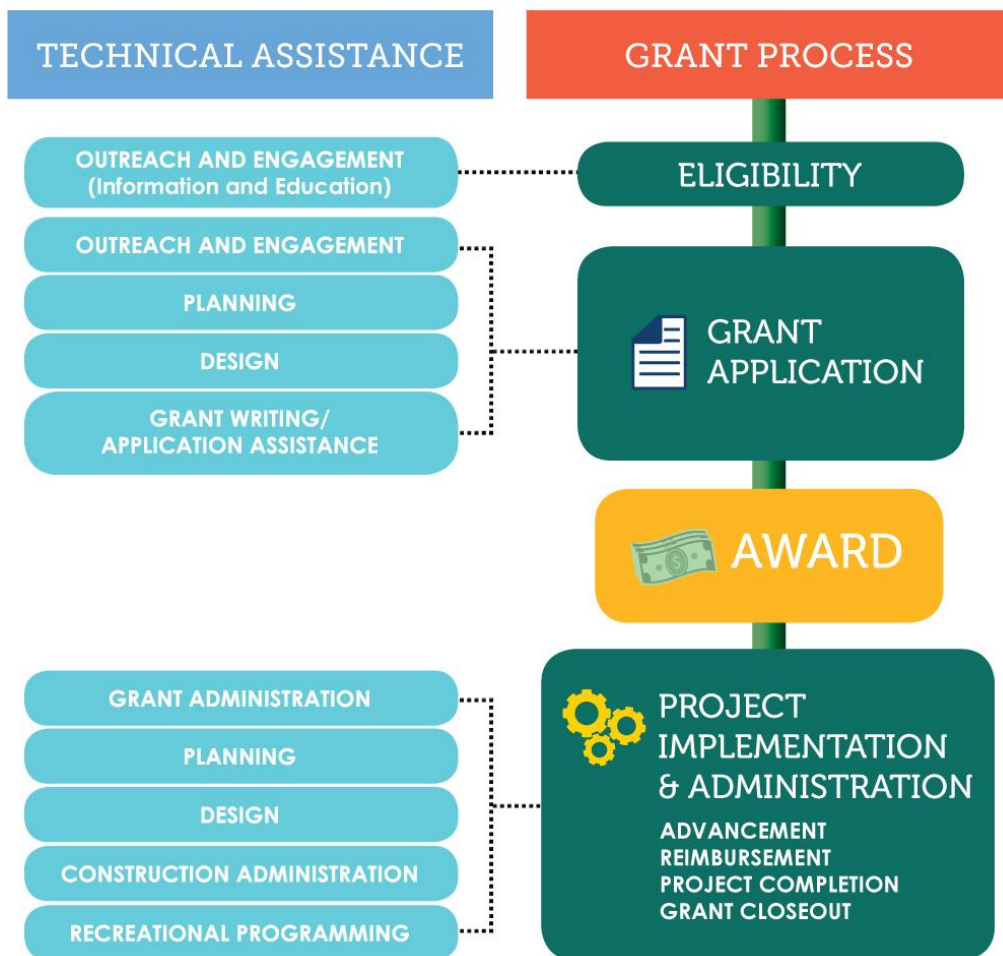 TECHNICAL ASSISTANCE
GRANT PROCESS
OUTREACH AND ENGAGEMENT
(Information and Education)
ELIGIBILITY
OUTREACH AND ENGAGEMENT
PLANNING
DESIGN
GRANT WRITING/
APPLICATION ASSISTANCE
GRANT
APPLICATION
AWARD
GRANT ADMINISTRATION
PLANNING
DESIGN
CONSTRUCTION ADMINISTRATION
RECREATIONAL PROGRAMMING
PROJECT
IMPLEMENTATION
& ADMINISTRATION
ADVANCEMENT
REIMBURSEMENT
PROJECT COMPLETION
GRANT CLOSEOUT